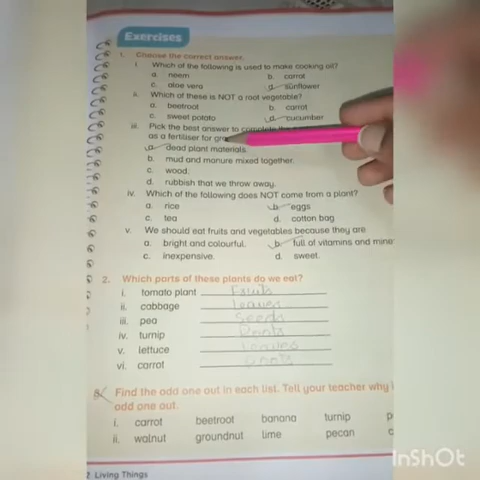 Exercises
1. Choose the correct answer.
i. Which of the following is used to make cooking oil?
a. neem b. carrot
c. aloe vera d. sunflower
ii. Which of these is NOT a root vegetable?
a. beetroot b. carrot
c. sweet potato d. cucumber
iii. Pick the best answer to complete the
as a fertiliser for
a. dead plant materials.
b. mud and manure mixed together.
c. wood.
d. rubbish that we throw away.
iv. Which of the following does NOT come from a plant?
a. rice b. eggs
c. tea d. cotton bag
v. We should eat fruits and vegetables because they are
a. bright and colourful. b. full of vitamins and mine
c. inexpensive. d. sweet.
2. Which parts of these plants do we eat?
i. tomato plant Fruits
ii. cabbage Leaves
iii. pea Seeds
iv. turnip Roots
v. lettuce Leaves
vi. carrot Roots
3. Find the odd one out in each list. Tell your teacher why
odd one out.
i. carrot beetroot banana turnip p
ii. walnut groundnut lime pecan
2 Living Things
InShOt